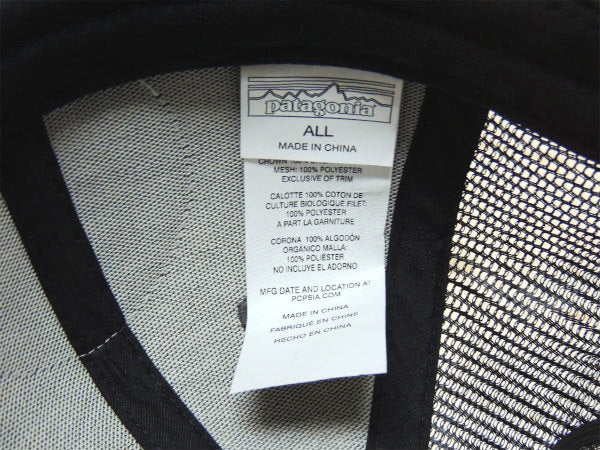 patagonia
ALL
MADE IN CHINA
CROWN 100%
MESH: 100% POLYESTER
EXCLUSIVE OF TRIM
CALOTTE 100% COTON DE
CULTURE BIOLOGIQUE FILET:
100% POLYESTER
A PART LA GARNITURE
CORONA 100% ALGODÓN
ORGÁNICO MALLA:
100% POLIÉSTER
NO INCLUYE EL ADORNO
MFG DATE AND LOCATION AT
PCPSIA.COM
MADE IN CHINA
FABRIQUÉ EN CHINE
HECHO EN CHINA